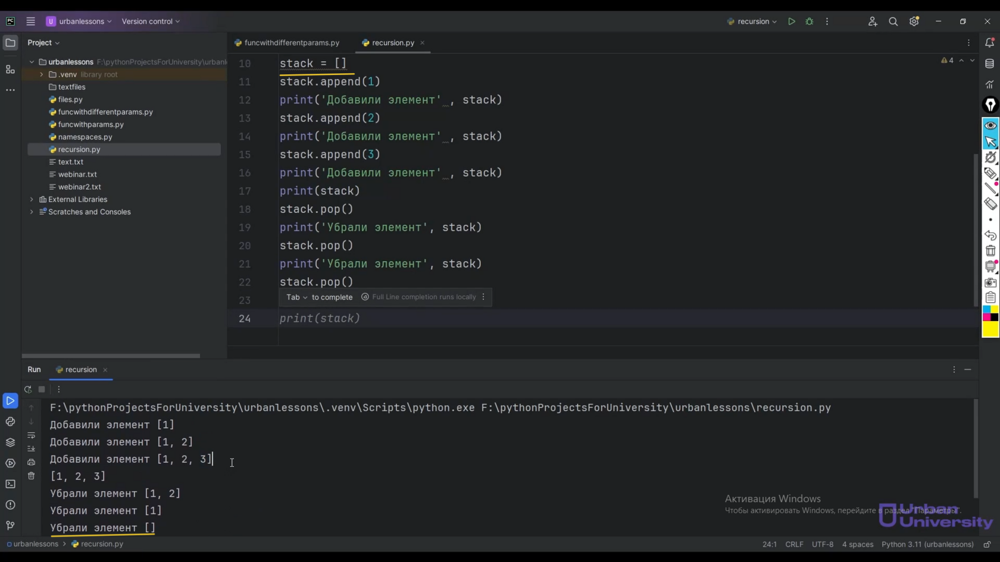 urbanlessons
Version control
recursion
Project
funcwithdifferentparams.py
recursion.py
urbanlessons F:\pythonProjectsForUniversity\urbanl
.venv library root
textfiles
files.py
funcwithdifferentparams.py
funcwithparams.py
namespaces.py
recursion.py
text.txt
webinar.txt
webinar2.txt
External Libraries
Scratches and Consoles
4
10 stack = []
11 stack.append(1)
12 print('Добавили элемент' , stack)
13 stack.append(2)
14 print('Добавили элемент' , stack)
15 stack.append(3)
16 print('Добавили элемент' , stack)
17 print(stack)
18 stack.pop()
19 print('Убрали элемент', stack)
20 stack.pop()
21 print('Убрали элемент', stack)
22 stack.pop()
Tab to complete Full Line completion runs locally
23
24 print(stack)
Run recursion
F:\pythonProjectsForUniversity\urbanlessons\.venv\Scripts\python.exe F:\pythonProjectsForUniversity\urbanlessons\recursion.py
Добавили элемент [1]
Добавили элемент [1, 2]
Добавили элемент [1, 2, 3]
[1, 2, 3]
Убрали элемент [1, 2]
Убрали элемент [1]
Убрали элемент []
Активация Windows
Чтобы активировать Windows, перейдите в раздел "Параметры".
Urban
University
urbanlessons recursion.py
24:1 CRLF UTF-8 4 spaces Python 3.11 (urbanlessons)